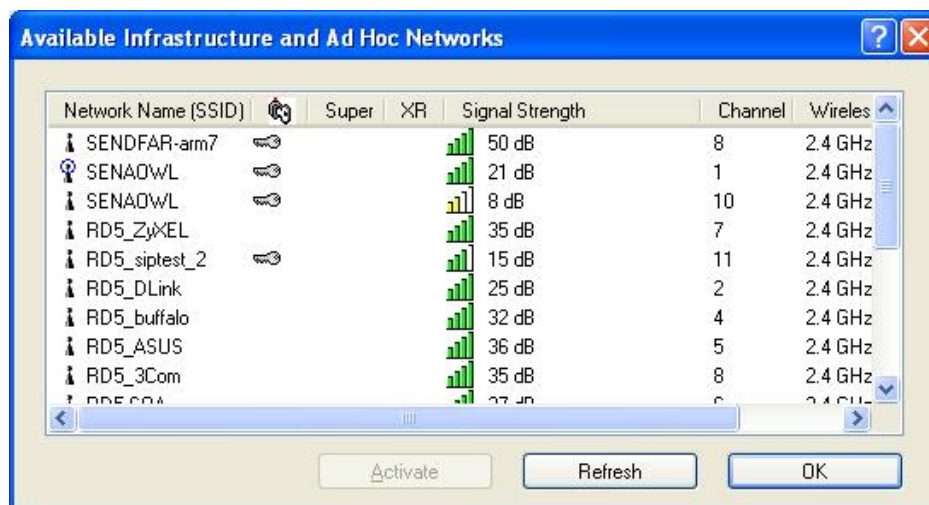 Available Infrastructure and Ad Hoc Networks
Network Name (SSID) Super XR Signal Strength Channel Wireles
SENDFAR-arm7 50 dB 8 2.4 GHz
SENAOWL 21 dB 1 2.4 GHz
SENAOWL 8 dB 10 2.4 GHz
RD5_ZyXEL 35 dB 7 2.4 GHz
RD5_siptest_2 15 dB 11 2.4 GHz
RD5_DLink 25 dB 2 2.4 GHz
RD5_buffalo 32 dB 4 2.4 GHz
RD5_ASUS 36 dB 5 2.4 GHz
RD5_3Com 35 dB 8 2.4 GHz
Activate Refresh OK